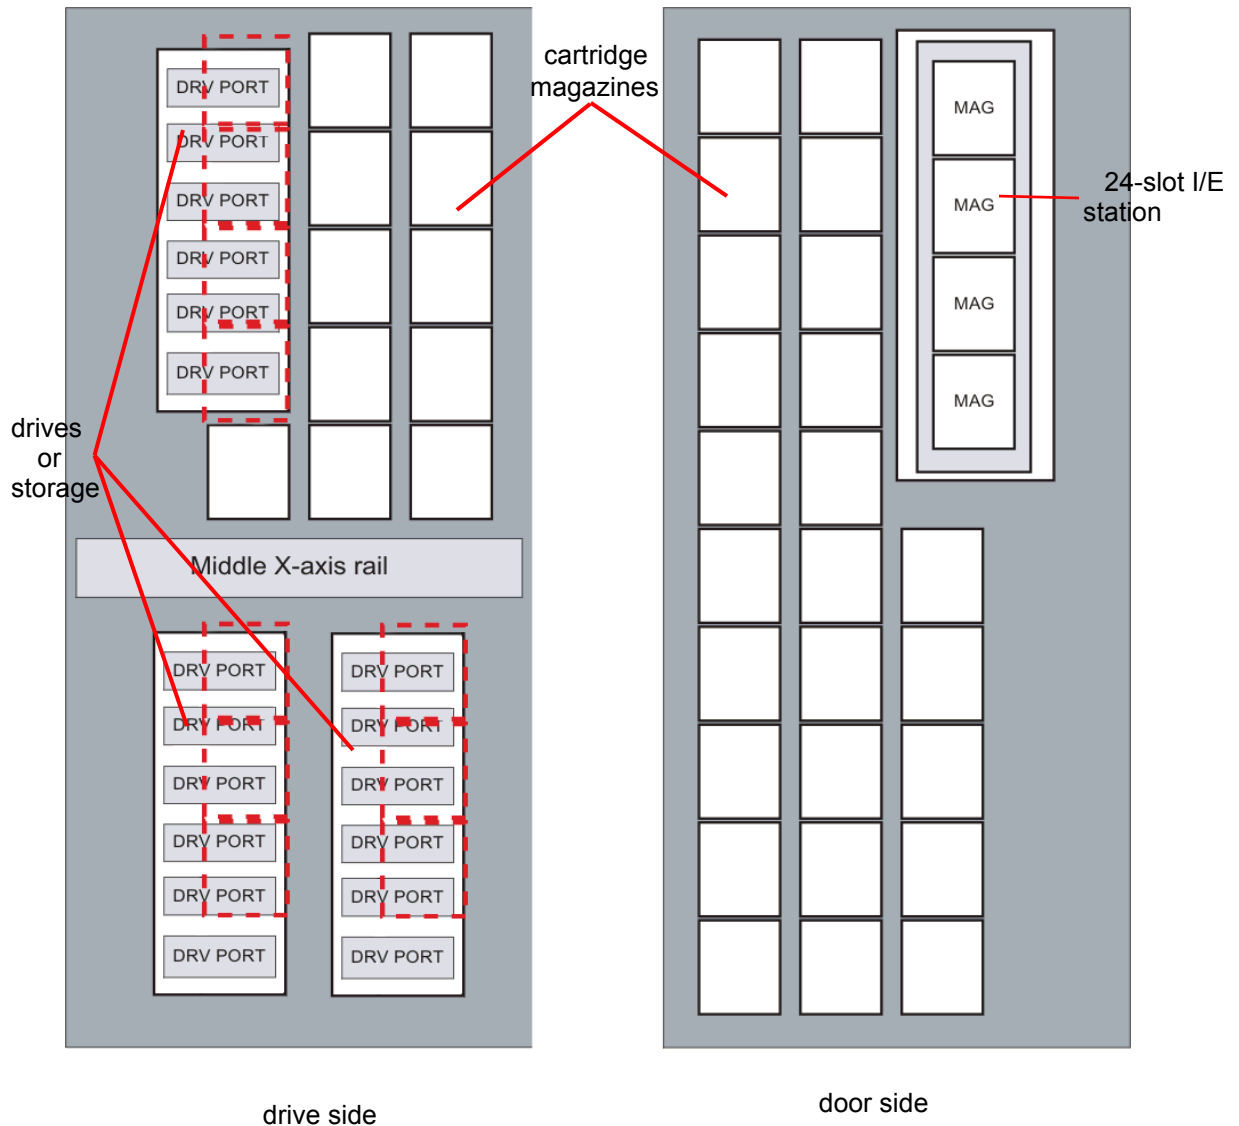 cartridge
magazines
DRV PORT
DRV PORT
DRV PORT
DRV PORT
DRV PORT
DRV PORT
MAG
MAG
MAG
MAG
24-slot I/E
station
drives
or
storage
Middle X-axis rail
DRV PORT
DRV PORT
DRV PORT
DRV PORT
DRV PORT
DRV PORT
DRV PORT
DRV PORT
DRV PORT
DRV PORT
DRV PORT
DRV PORT
drive side
door side